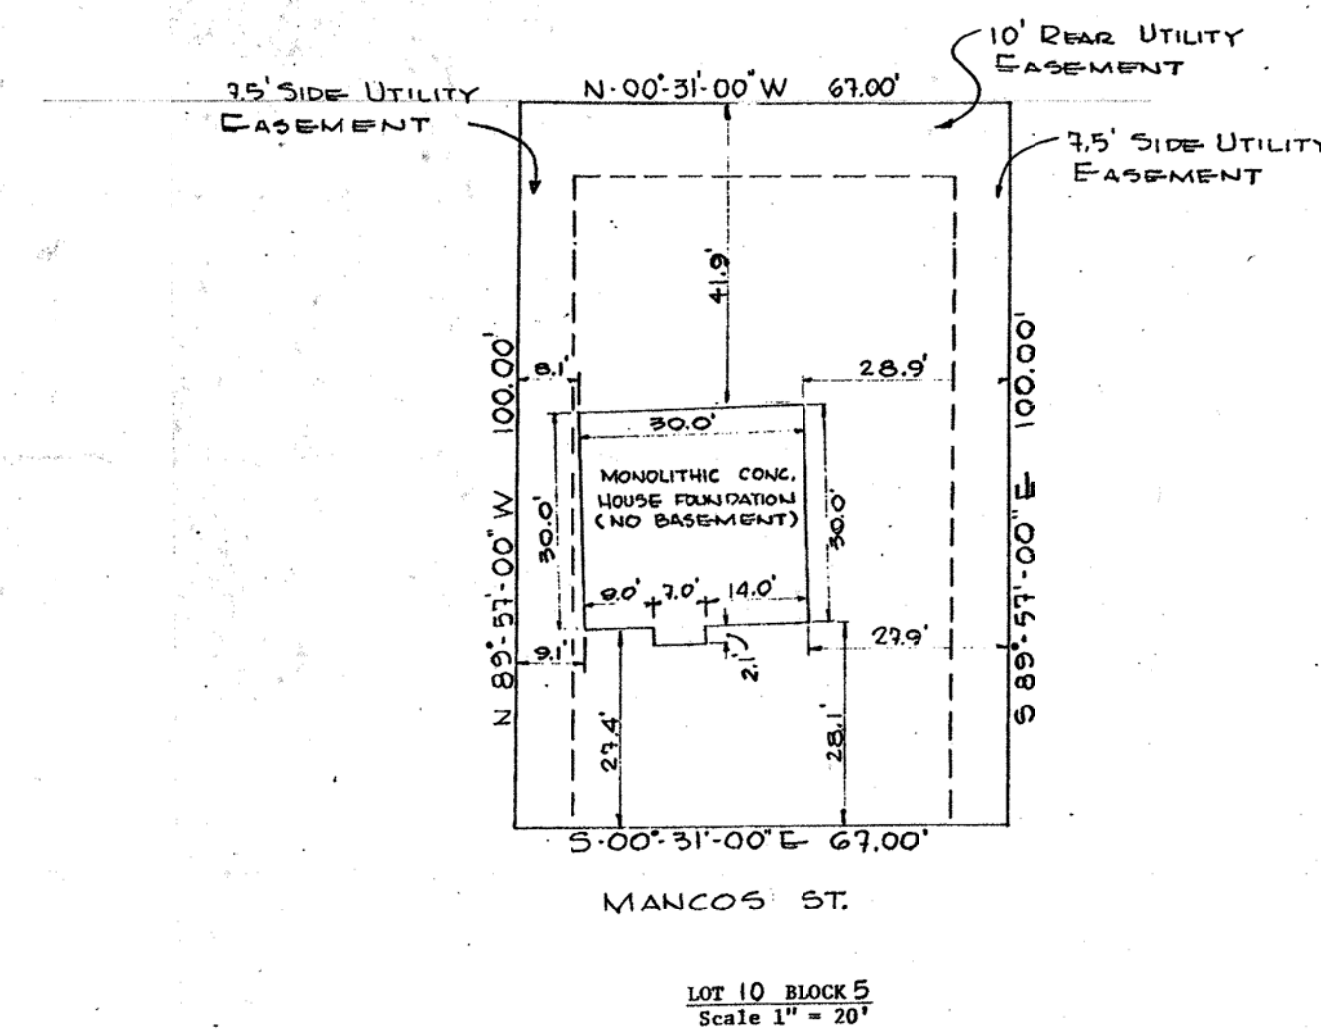 10' REAR UTILITY
EASEMENT
7.5' SIDE UTILITY
EASEMENT
N·00°-31'-00" W 67.00'
7.5' SIDE UTILITY
EASEMENT
41.9'
8.1'
28.9'
N 89°-57'-00" W 100.00'
S 89°-57'-00" E 100.00'
30.0'
MONOLITHIC CONC.
HOUSE FOUNDATION
(NO BASEMENT)
30.0'
30.0'
9.0' 7.0' 14.0'
9.1'
2.1'
27.9'
27.4'
28.1'
S·00°-31'-00" E 67.00'
MANCOS ST.
LOT 10 BLOCK 5
Scale 1" = 20'